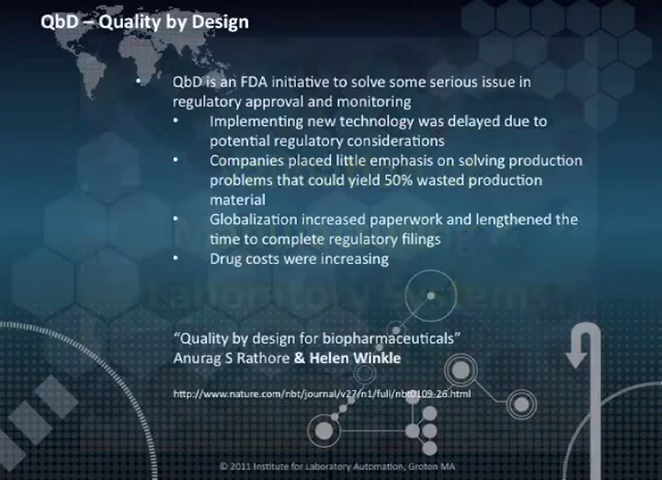 QbD – Quality by Design
• QbD is an FDA initiative to solve some serious issue in
regulatory approval and monitoring
• Implementing new technology was delayed due to
potential regulatory considerations
• Companies placed little emphasis on solving production
problems that could yield 50% wasted production
material
• Globalization increased paperwork and lengthened the
time to complete regulatory filings
• Drug costs were increasing
Laboratory Systems
“Quality by design for biopharmaceuticals”
Anurag S Rathore & Helen Winkle
http://www.nature.com/nbt/journal/v27/n1/full/nbt0109-26.html
© 2011 Institute for Laboratory Automation, Groton MA